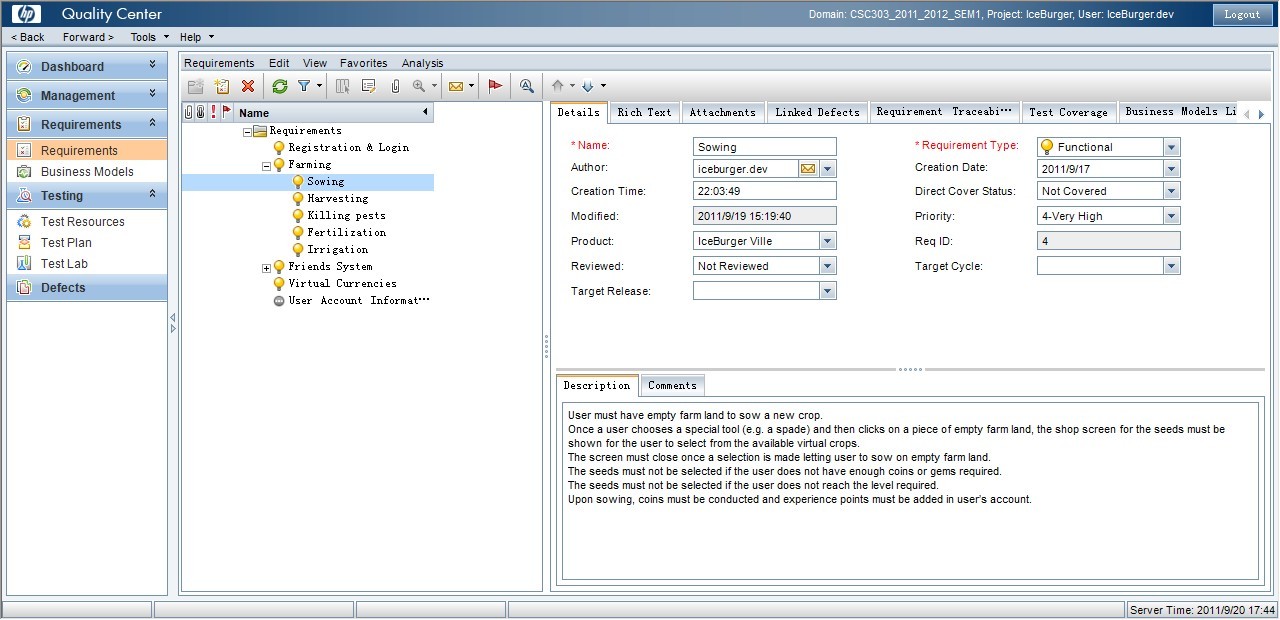 hp Quality Center
Domain: CSC303_2011_2012_SEM1, Project: IceBurger, User: IceBurger.dev
Logout
< Back Forward > Tools Help
Dashboard
Management
Requirements
Requirements
Business Models
Testing
Test Resources
Test Plan
Test Lab
Defects
Requirements Edit View Favorites Analysis
Name
Requirements
Registration & Login
Farming
Sowing
Harvesting
Killing pests
Fertilization
Irrigation
Friends System
Virtual Currencies
User Account Informat···
Details Rich Text Attachments Linked Defects Requirement Traceabi··· Test Coverage Business Models Li
* Name: Sowing * Requirement Type: Functional
Author: iceburger.dev Creation Date: 2011/9/17
Creation Time: 22:03:49 Direct Cover Status: Not Covered
Modified: 2011/9/19 15:19:40 Priority: 4-Very High
Product: IceBurger Ville Req ID: 4
Reviewed: Not Reviewed Target Cycle:
Target Release:
Description Comments
User must have empty farm land to sow a new crop.
Once a user chooses a special tool (e.g. a spade) and then clicks on a piece of empty farm land, the shop screen for the seeds must be
shown for the user to select from the available virtual crops.
The screen must close once a selection is made letting user to sow on empty farm land.
The seeds must not be selected if the user does not have enough coins or gems required.
The seeds must not be selected if the user does not reach the level required.
Upon sowing, coins must be conducted and experience points must be added in user's account.
Server Time: 2011/9/20 17:44